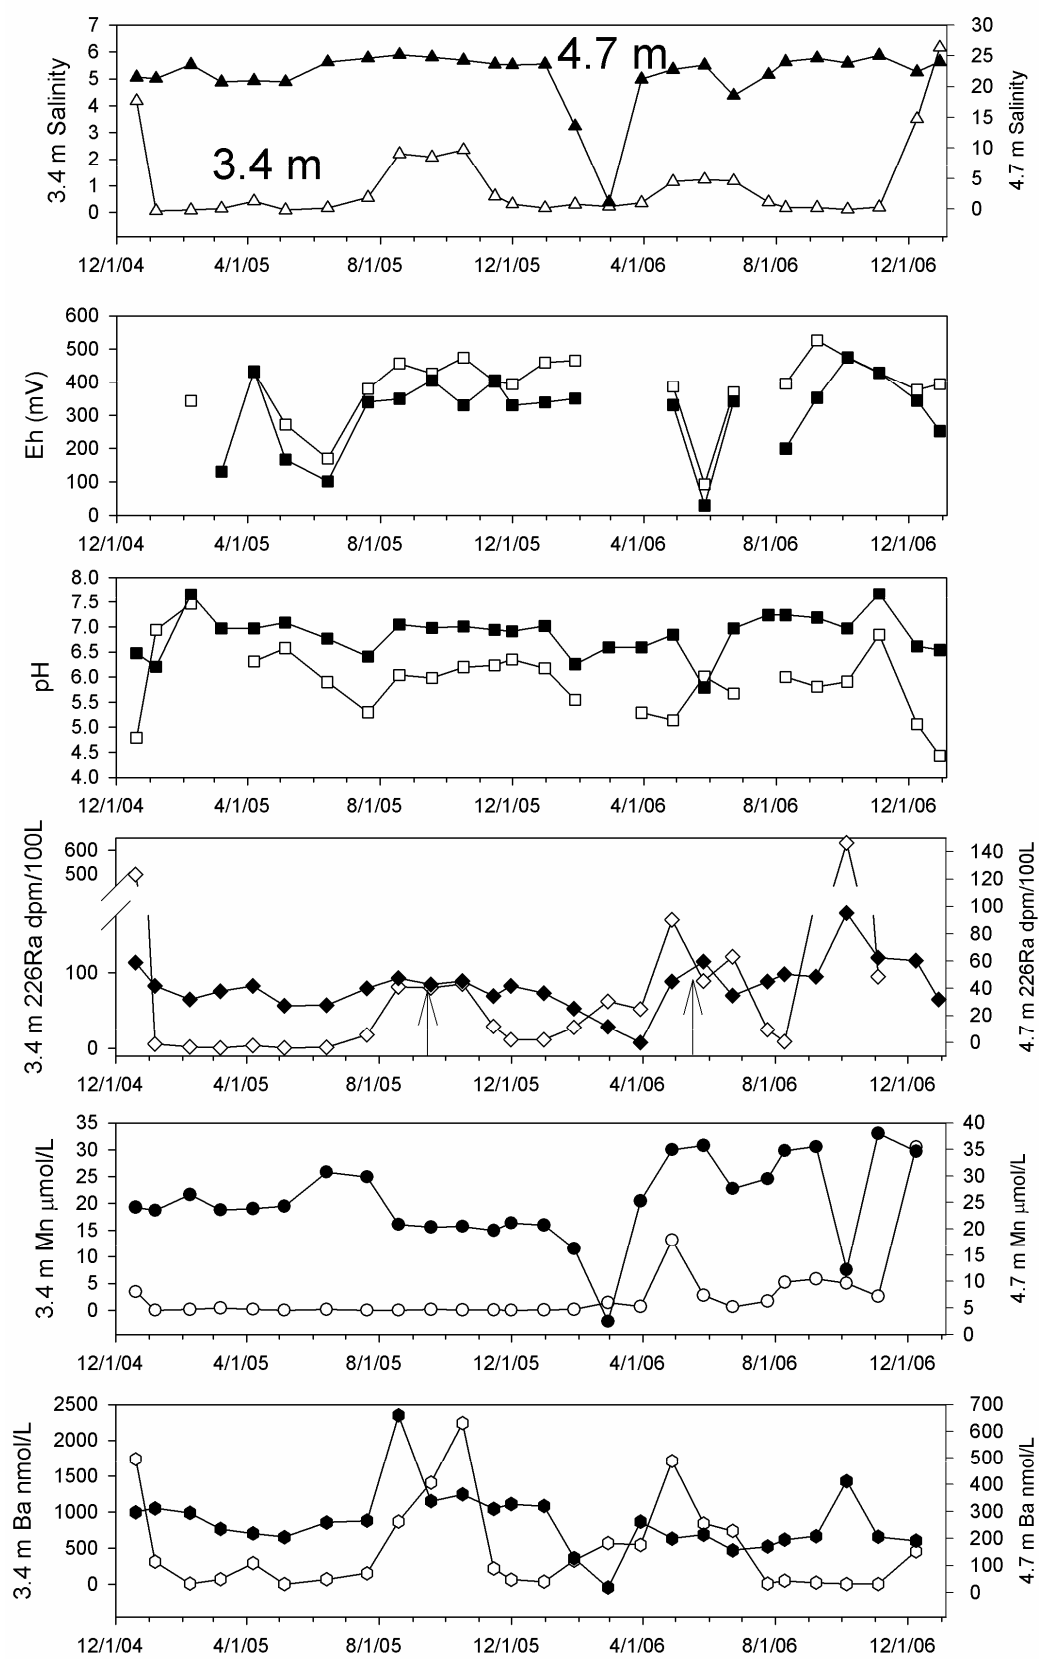 7 30
6 25
5 20
4 15
3 10
2 5
1 0
0
3.4 m Salinity
4.7 m Salinity
4.7 m
3.4 m
12/1/04 4/1/05 8/1/05 12/1/05 4/1/06 8/1/06 12/1/06
600
500
400
300
200
100
0
Eh (mV)
12/1/04 4/1/05 8/1/05 12/1/05 4/1/06 8/1/06 12/1/06
8.0
7.5
7.0
6.5
6.0
5.5
5.0
4.5
4.0
pH
12/1/04 4/1/05 8/1/05 12/1/05 4/1/06 8/1/06 12/1/06
600 140
500 120
100 100
0 80
60
40
20
0
3.4 m 226Ra dpm/100L
4.7 m 226Ra dpm/100L
12/1/04 4/1/05 8/1/05 12/1/05 4/1/06 8/1/06 12/1/06
35 40
30 35
25 30
20 25
15 20
10 15
5 10
0 5
0
3.4 m Mn μmol/L
4.7 m Mn μmol/L
12/1/04 4/1/05 8/1/05 12/1/05 4/1/06 8/1/06 12/1/06
2500 700
2000 600
1500 500
1000 400
500 300
0 200
100
0
3.4 m Ba nmol/L
4.7 m Ba nmol/L
12/1/04 4/1/05 8/1/05 12/1/05 4/1/06 8/1/06 12/1/06